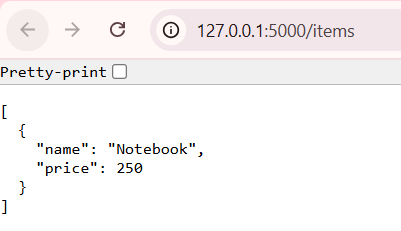 127.0.0.1:5000/items
Pretty-print
[
  {
    "name": "Notebook",
    "price": 250
  }
]